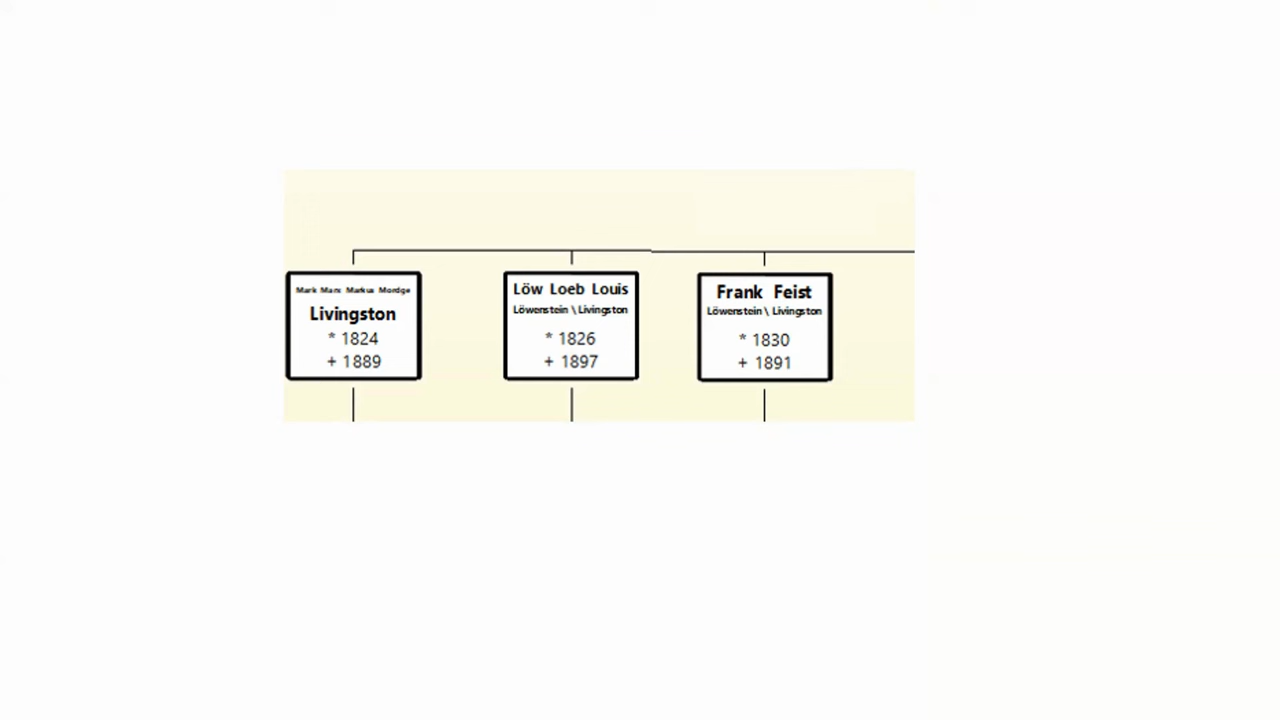 Mark Marx Markus Mordge
Livingston
* 1824
+ 1889
Löw Loeb Louis
Löwenstein \ Livingston
* 1826
+ 1897
Frank Feist
Löwenstein \ Livingston
* 1830
+ 1891